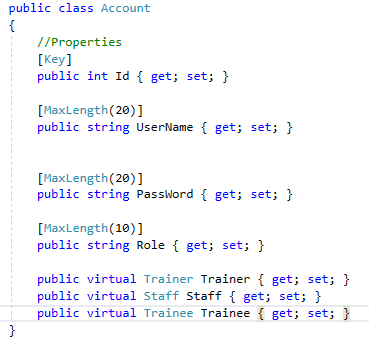 public class Account
{
//Properties
[Key]
public int Id { get; set; }
[MaxLength(20)]
public string UserName { get; set; }
[MaxLength(20)]
public string PassWord { get; set; }
[MaxLength(10)]
public string Role { get; set; }
public virtual Trainer Trainer { get; set; }
public virtual Staff Staff { get; set; }
public virtual Trainee Trainee { get; set; }
}